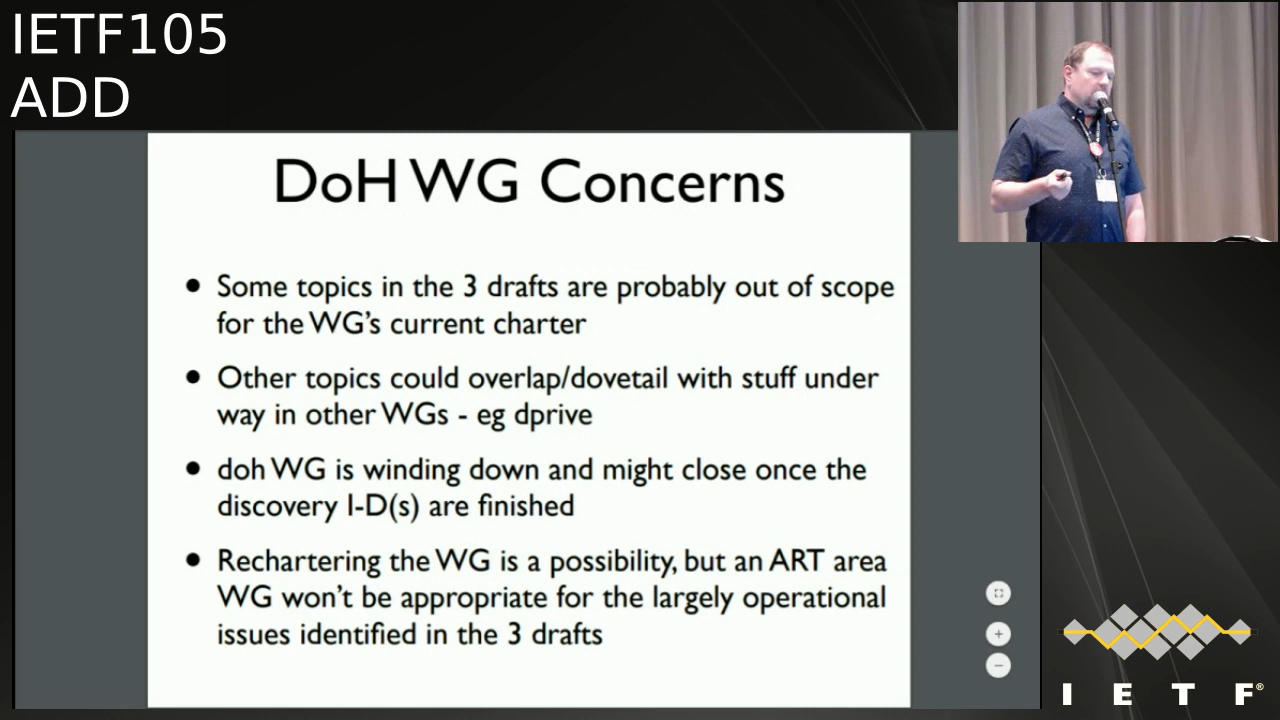 IETF105
ADD
DoH WG Concerns
• Some topics in the 3 drafts are probably out of scope
for the WG's current charter
• Other topics could overlap/dovetail with stuff under
way in other WGs - eg dprive
• doh WG is winding down and might close once the
discovery I-D(s) are finished
• Rechartering the WG is a possibility, but an ART area
WG won't be appropriate for the largely operational
issues identified in the 3 drafts
I E T F®